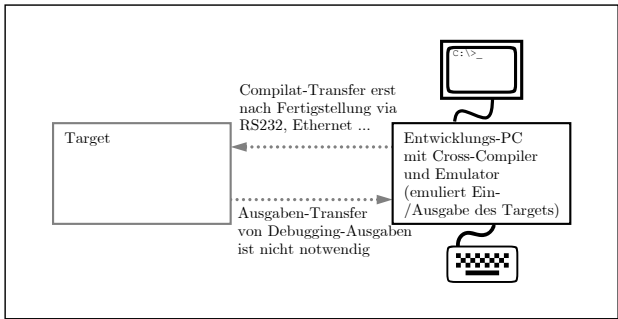 C:\>_
Compilat-Transfer erst
nach Fertigstellung via
RS232, Ethernet ...
Target
Entwicklungs-PC
mit Cross-Compiler
und Emulator
(emuliert Ein-
/Ausgabe des Targets)
Ausgaben-Transfer
von Debugging-Ausgaben
ist nicht notwendig